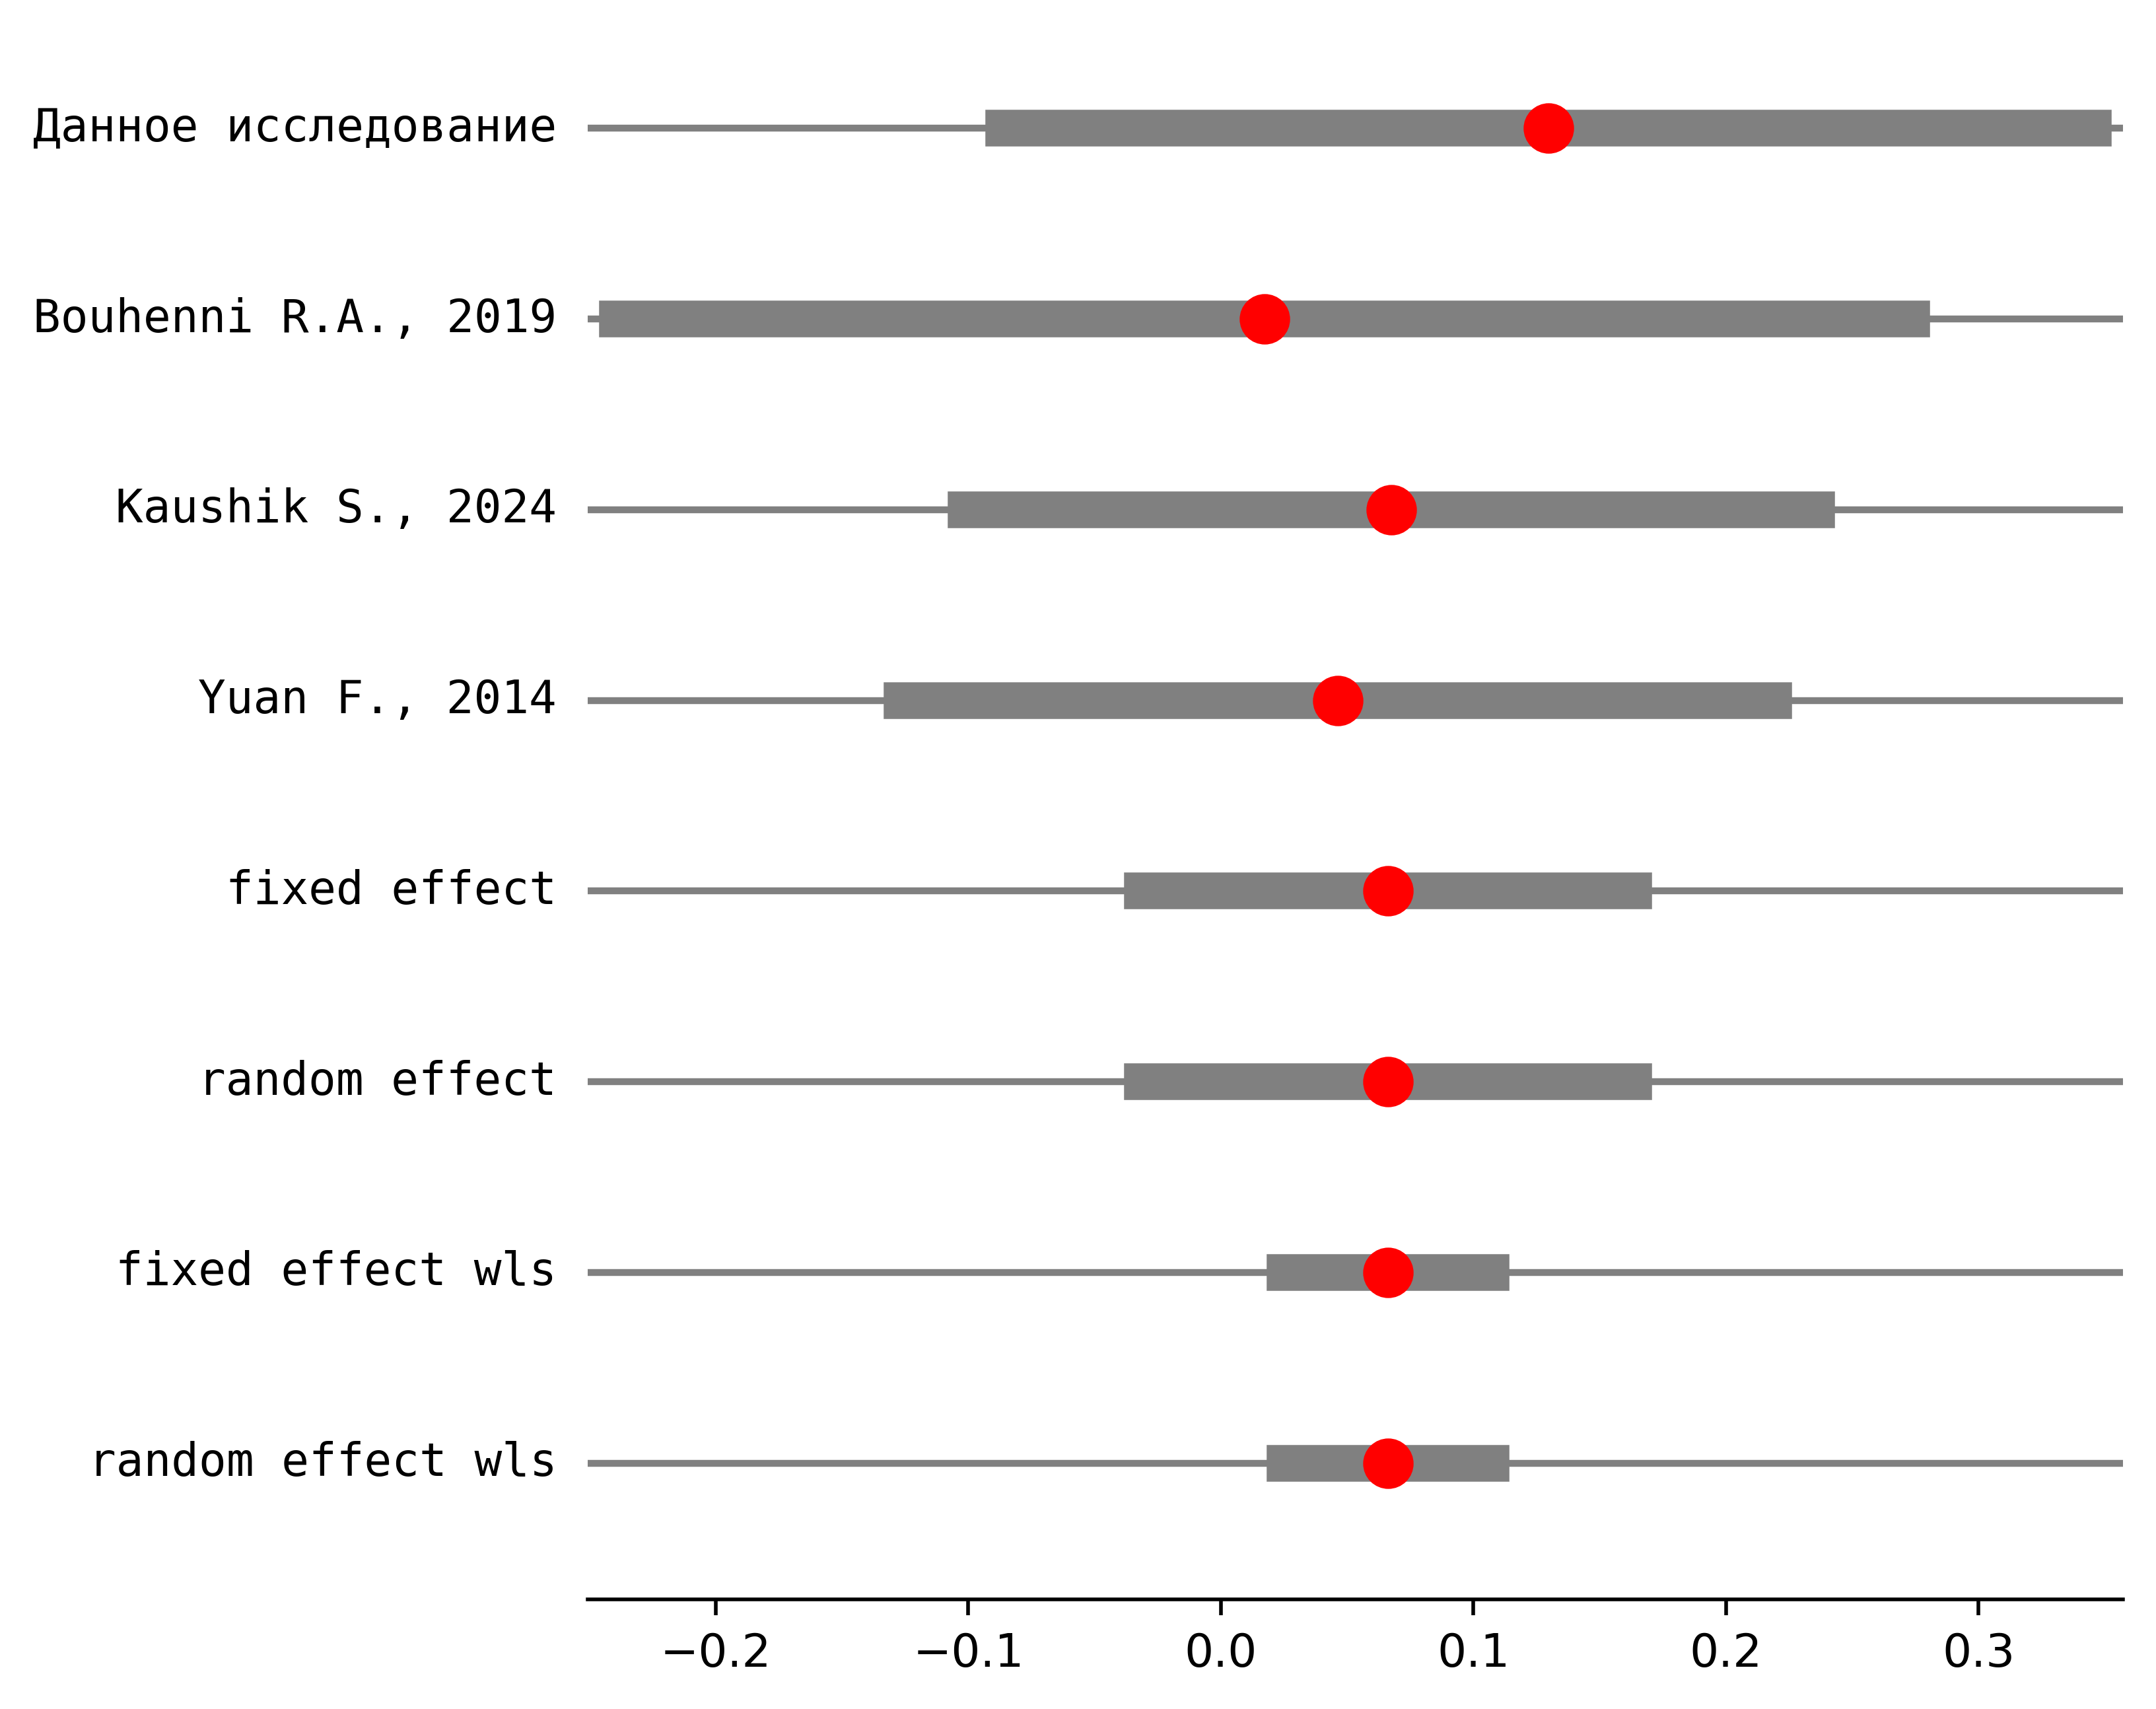 Данное исследование
Bouhenni R.A., 2019
Kaushik S., 2024
Yuan F., 2014
fixed effect
random effect
fixed effect wls
random effect wls
−0.2 −0.1 0.0 0.1 0.2 0.3